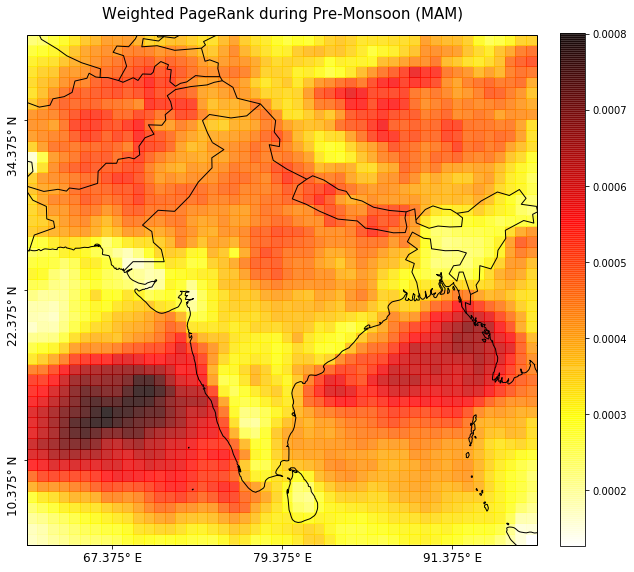 Weighted PageRank during Pre-Monsoon (MAM)
34.375° N
22.375° N
10.375° N
67.375° E
79.375° E
91.375° E
0.0008
0.0007
0.0006
0.0005
0.0004
0.0003
0.0002